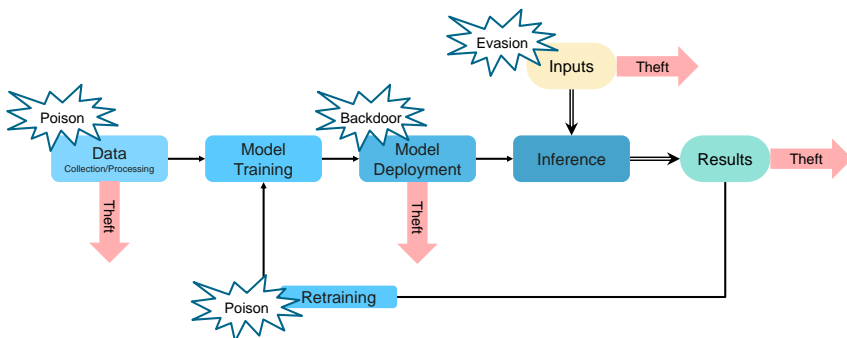 Evasion
Inputs
Theft
Poison
Backdoor
Data
Collection/Processing
Model
Training
Model
Deployment
Inference
Results
Theft
Theft
Theft
Poison
Retraining